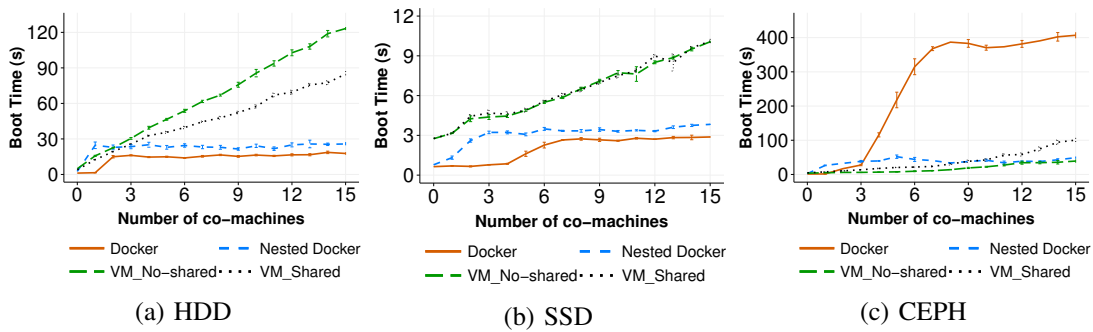 Boot Time (s)
120
90
60
30
0
0 3 6 9 12 15
Number of co-machines
Docker Nested Docker
VM_No-shared VM_Shared
(a) HDD
Boot Time (s)
12
9
6
3
0
0 3 6 9 12 15
Number of co-machines
Docker Nested Docker
VM_No-shared VM_Shared
(b) SSD
Boot Time (s)
400
300
200
100
0
0 3 6 9 12 15
Number of co-machines
Docker Nested Docker
VM_No-shared VM_Shared
(c) CEPH